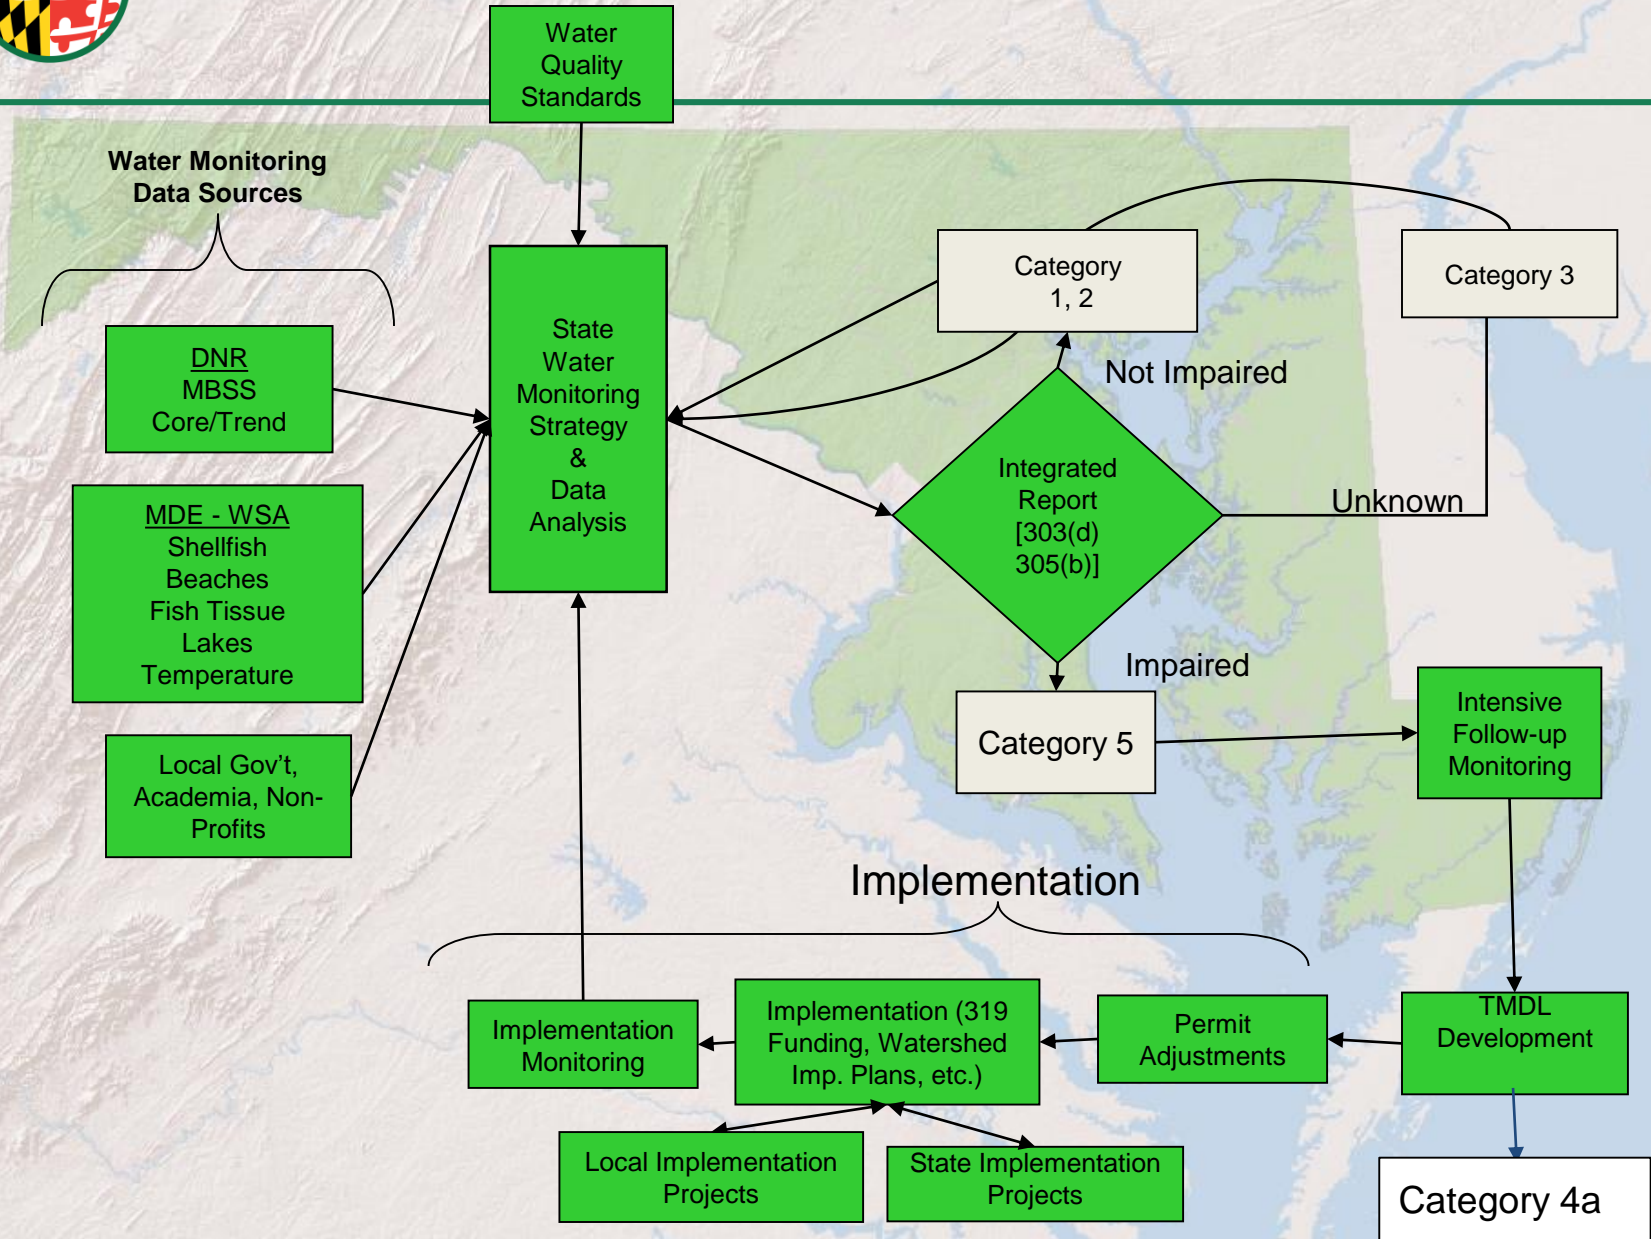 Water
Quality
Standards
Water Monitoring
Data Sources
DNR
MBSS
Core/Trend
MDE - WSA
Shellfish
Beaches
Fish Tissue
Lakes
Temperature
Local Gov’t,
Academia, Non-
Profits
State
Water
Monitoring
Strategy
&
Data
Analysis
Category
1, 2
Category 3
Not Impaired
Integrated
Report
[303(d)
305(b)]
Unknown
Impaired
Category 5
Intensive
Follow-up
Monitoring
Implementation
Implementation
Monitoring
Implementation (319
Funding, Watershed
Imp. Plans, etc.)
Permit
Adjustments
TMDL
Development
Local Implementation
Projects
State Implementation
Projects
Category 4a